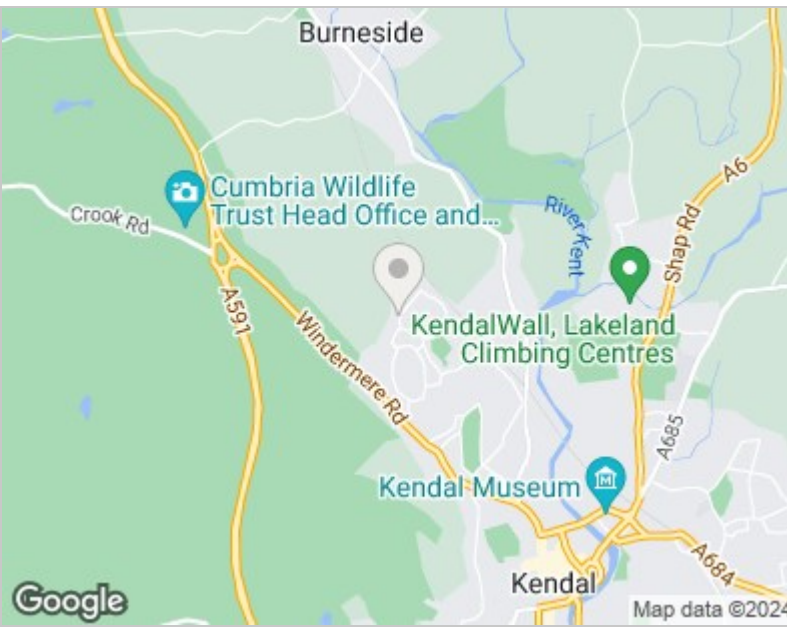 Burneside
Cumbria Wildlife
Trust Head Office and...
Crook Rd
A6
River Kent
Shap Rd
A591
Windermere Rd
KendalWall, Lakeland
Climbing Centres
A685
Kendal Museum
M
A684
Kendal
Google
Map data ©2024